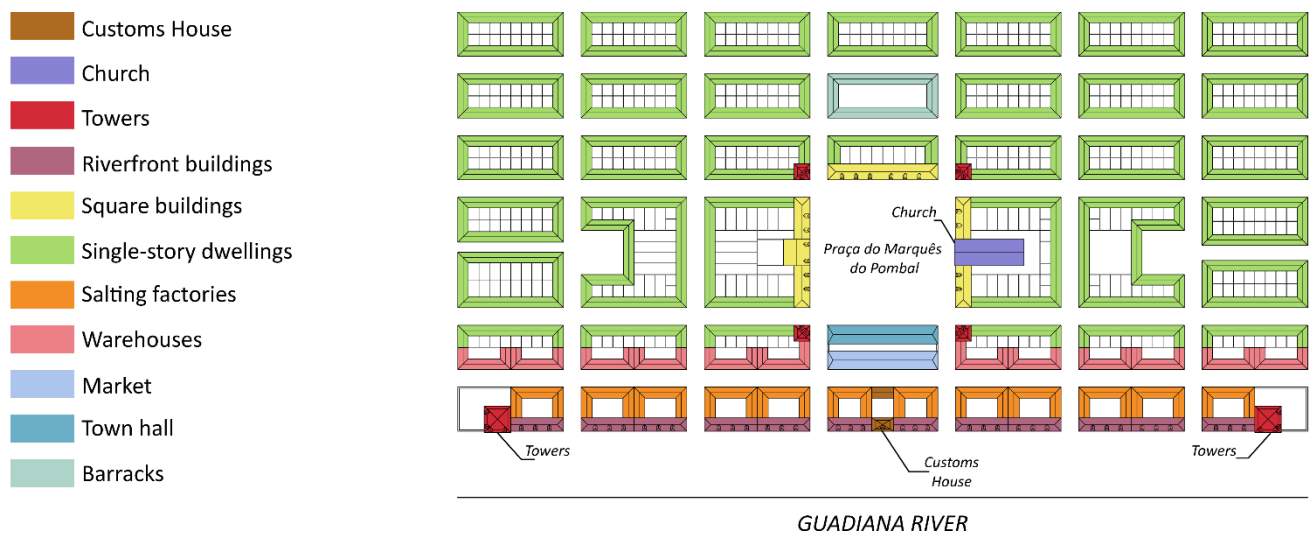 Customs House
Church
Towers
Riverfront buildings
Square buildings
Single-story dwellings
Salting factories
Warehouses
Market
Town hall
Barracks
Church
Praça do Marquês
do Pombal
Towers
Customs
House
Towers
GUADIANA RIVER